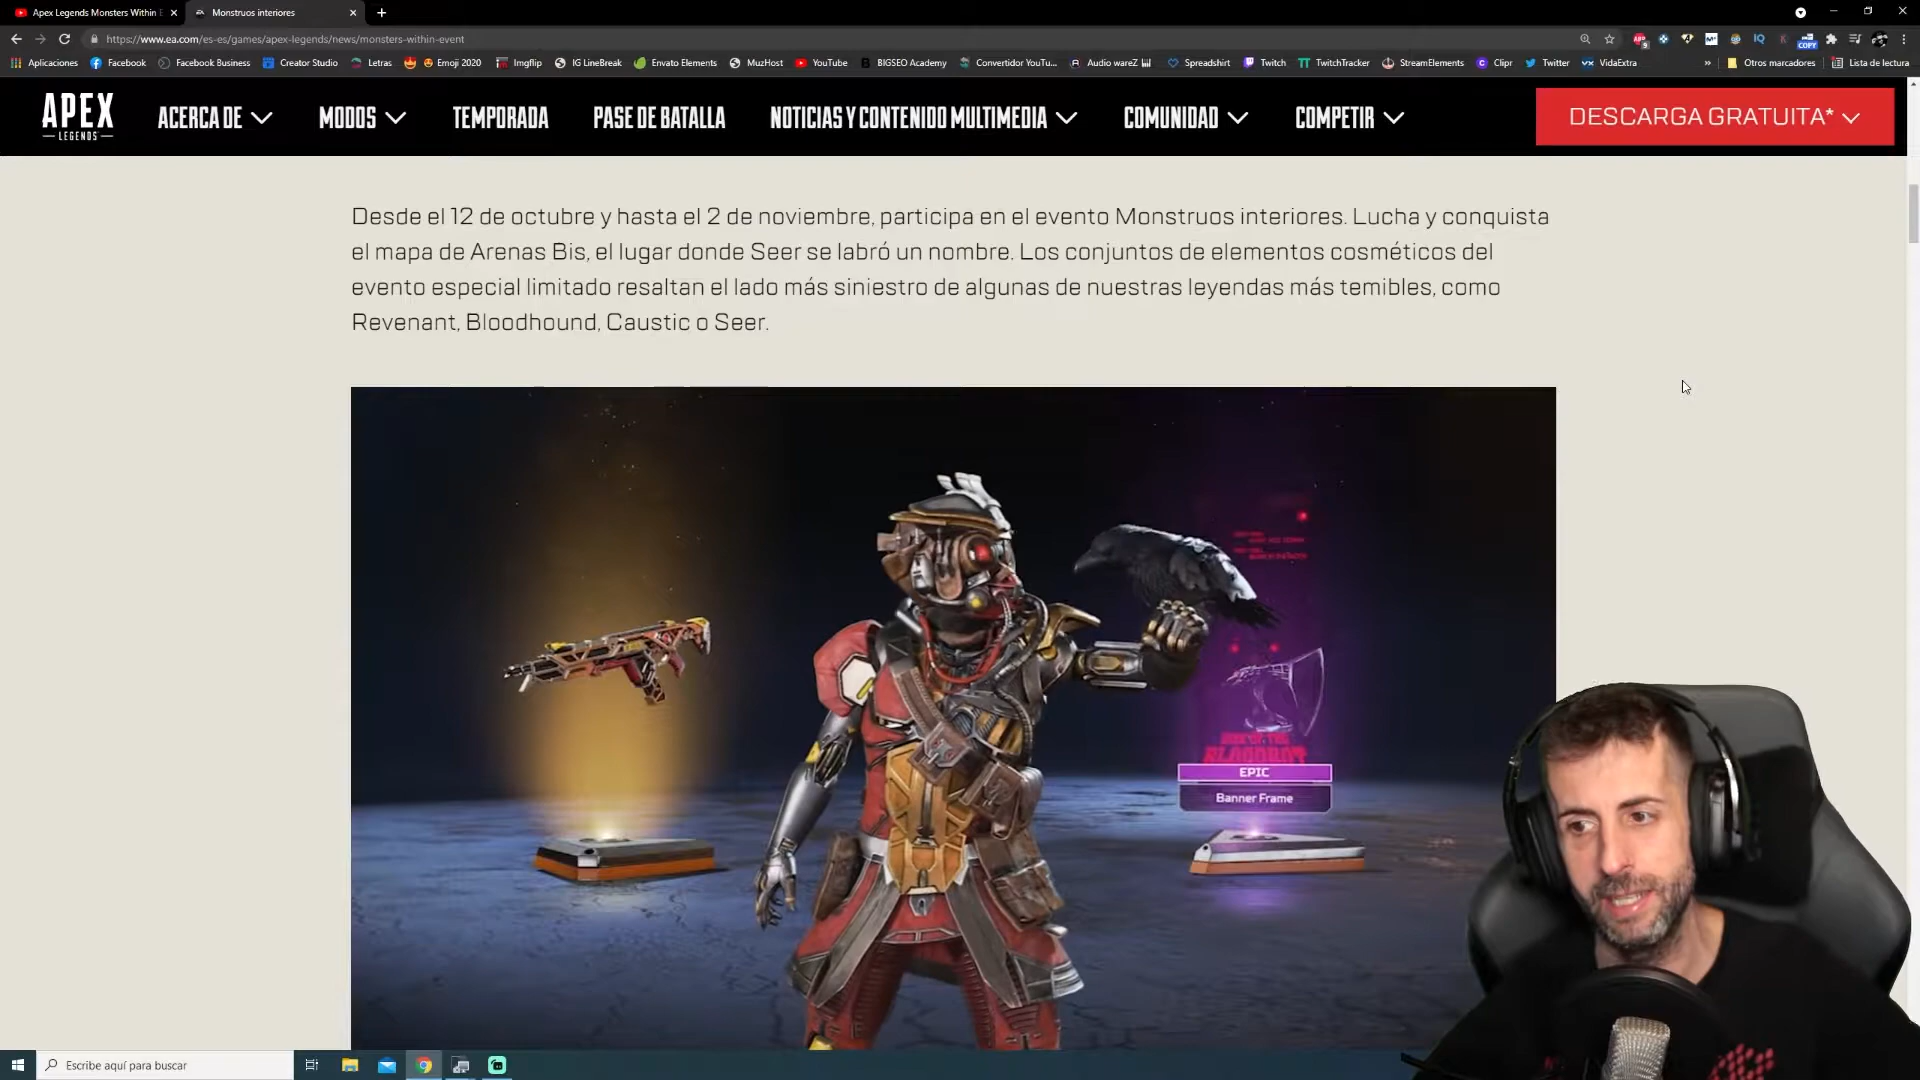 Apex Legends Monsters Within E
Monstruos interiores
https://www.ea.com/es-es/games/apex-legends/news/monsters-within-event
Aplicaciones Facebook Facebook Business Creator Studio Letras Emoji 2020 Imgflip IG LineBreak Envato Elements MuzHost YouTube BIGSEO Academy Convertidor YouTu... Audio wareZ Spreadshirt Twitch TwitchTracker StreamElements Clipr Twitter VidaExtra » Otros marcadores Lista de lectura
APEX
LEGENDS
ACERCA DE MODOS TEMPORADA PASE DE BATALLA NOTICIAS Y CONTENIDO MULTIMEDIA COMUNIDAD COMPETIR DESCARGA GRATUITA*
Desde el 12 de octubre y hasta el 2 de noviembre, participa en el evento Monstruos interiores. Lucha y conquista
el mapa de Arenas Bis, el lugar donde Seer se labró un nombre. Los conjuntos de elementos cosméticos del
evento especial limitado resaltan el lado más siniestro de algunas de nuestras leyendas más temibles, como
Revenant, Bloodhound, Caustic o Seer.
EPIC
Banner Frame
Escribe aquí para buscar